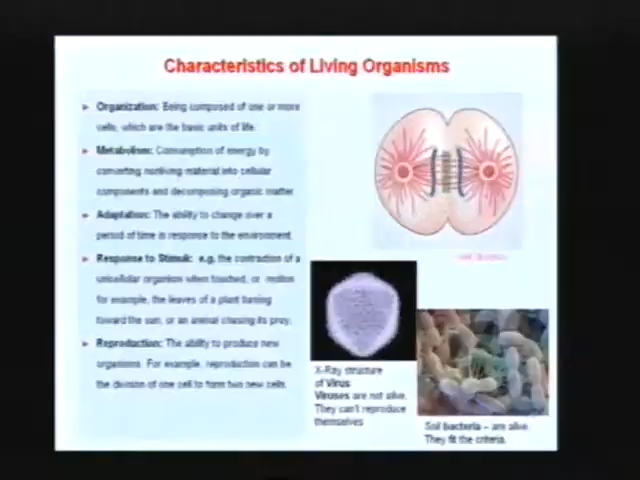 Characteristics of Living Organisms
Organization: Being composed of one or more
cells, which are the basic units of life.
Metabolism: Consumption of energy by
converting nonliving material into cellular
components and decomposing organic matter
Adaptation: The ability to change over a
period of time in response to the environment.
Response to Stimuli: e.g. the contraction of a
unicellular organism when touched, or motion
for example, the leaves of a plant turning
toward the sun, or an animal chasing its prey.
Reproduction: The ability to produce new
organisms. For example, reproduction can be
the division of one cell to form two new cells.
X-Ray structure
of Virus
Viruses are not alive.
They can't reproduce
themselves
Soil bacteria – are alive.
They fit the criteria.